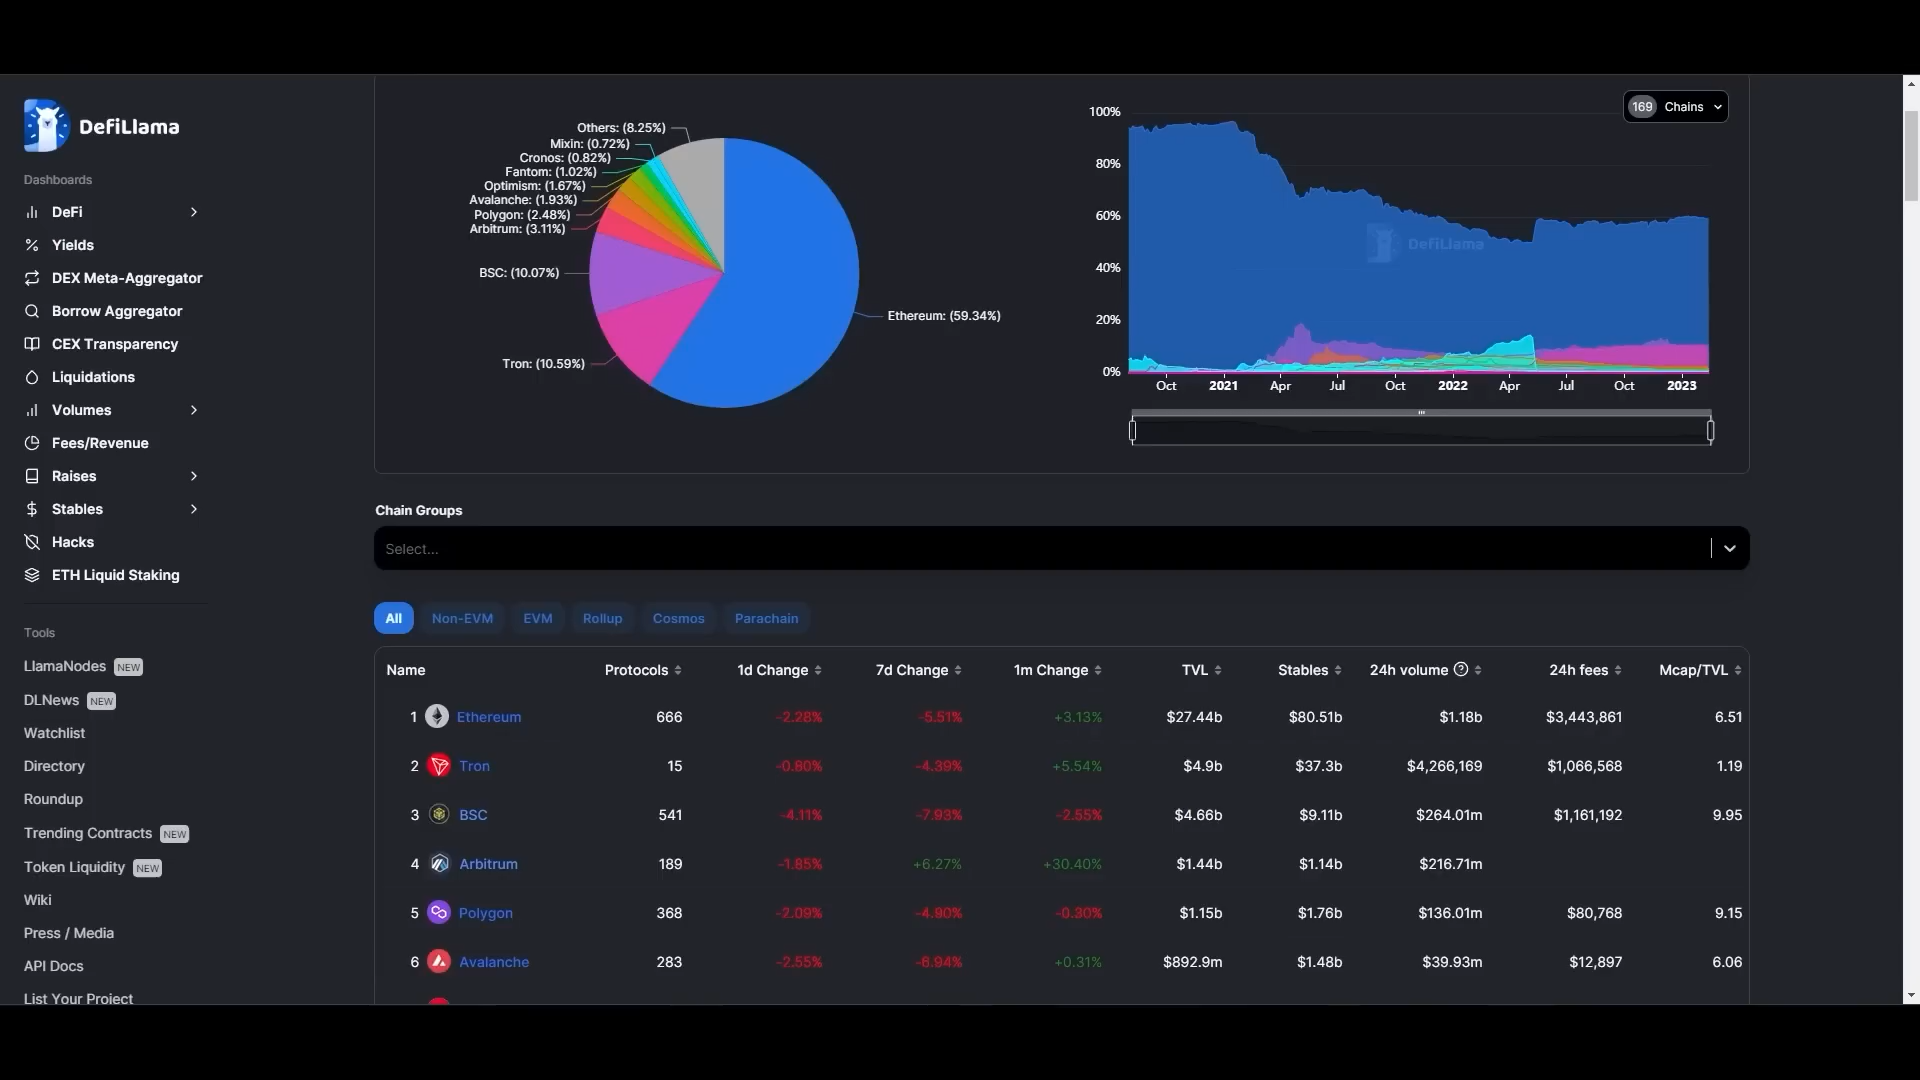 DefiLlama
Dashboards
DeFi
Yields
DEX Meta-Aggregator
Borrow Aggregator
CEX Transparency
Liquidations
Volumes
Fees/Revenue
Raises
Stables
Hacks
ETH Liquid Staking
Tools
LlamaNodes NEW
DLNews NEW
Watchlist
Directory
Roundup
Trending Contracts NEW
Token Liquidity NEW
Wiki
Press / Media
API Docs
List Your Project
Others: (8.25%)
Mixin: (0.72%)
Cronos: (0.82%)
Fantom: (1.02%)
Optimism: (1.67%)
Avalanche: (1.93%)
Polygon: (2.48%)
Arbitrum: (3.11%)
BSC: (10.07%)
Ethereum: (59.34%)
Tron: (10.59%)
169 Chains
100%
80%
60%
40%
20%
0%
DefiLlama
Oct 2021 Apr Jul Oct 2022 Apr Jul Oct 2023
Chain Groups
Select...
All Non-EVM EVM Rollup Cosmos Parachain
Name Protocols 1d Change 7d Change 1m Change TVL Stables 24h volume 24h fees Mcap/TVL
1 Ethereum 666 -2.28% -5.51% +3.13% $27.44b $80.51b $1.18b $3,443,861 6.51
2 Tron 15 -0.80% -4.39% +5.54% $4.9b $37.3b $4,266,169 $1,066,568 1.19
3 BSC 541 -4.11% -7.93% -2.55% $4.66b $9.11b $264.01m $1,161,192 9.95
4 Arbitrum 189 -1.85% +6.27% +30.40% $1.44b $1.14b $216.71m
5 Polygon 368 -2.09% -4.90% -0.30% $1.15b $1.76b $136.01m $80,768 9.15
6 Avalanche 283 -2.55% -6.94% +0.31% $892.9m $1.48b $39.93m $12,897 6.06